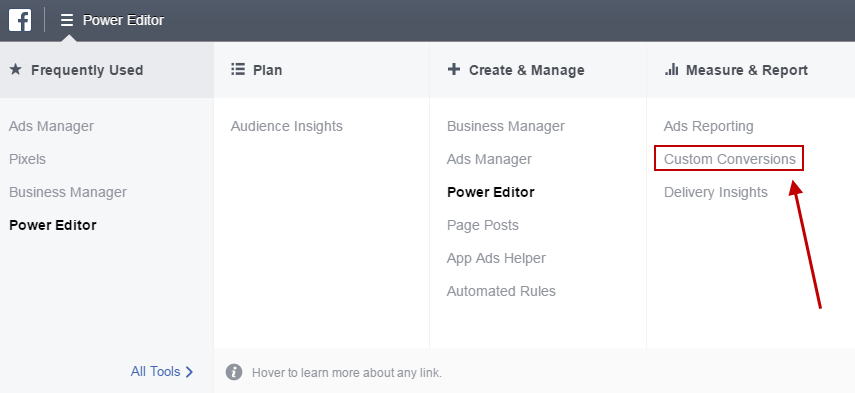 Power Editor
Frequently Used
Ads Manager
Pixels
Business Manager
Power Editor
All Tools
Plan
Audience Insights
Create & Manage
Business Manager
Ads Manager
Power Editor
Page Posts
App Ads Helper
Automated Rules
Measure & Report
Ads Reporting
Custom Conversions
Delivery Insights
Hover to learn more about any link.